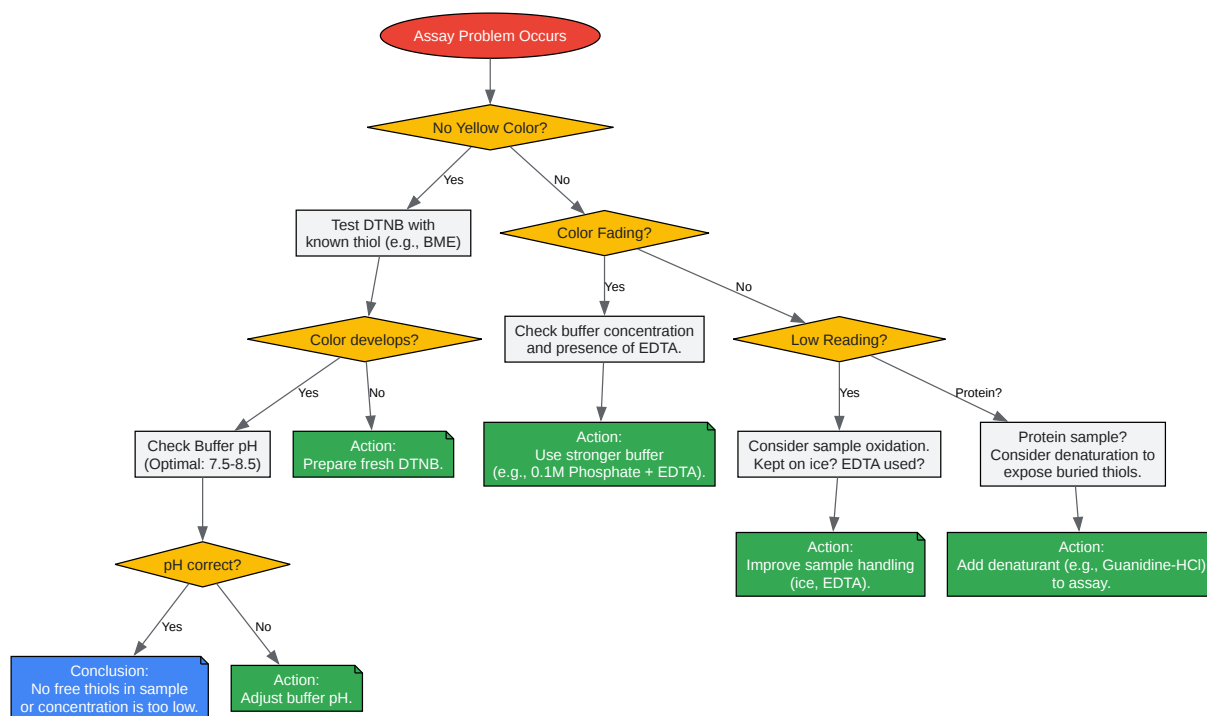 Assay Problem Occurs
No Yellow Color?
Yes
No
Test DTNB with
known thiol (e.g., BME)
Color Fading?
Yes
No
Color develops?
Check buffer concentration
and presence of EDTA.
Low Reading?
Yes
No
Yes
Protein?
Check Buffer pH
(Optimal: 7.5-8.5)
Action:
Prepare fresh DTNB.
Action:
Use stronger buffer
(e.g., 0.1M Phosphate + EDTA).
Consider sample oxidation.
Kept on ice? EDTA used?
Protein sample?
Consider denaturation to
expose buried thiols.
pH correct?
Action:
Improve sample handling
(ice, EDTA).
Action:
Add denaturant (e.g., Guanidine-HCl)
to assay.
Yes
No
Conclusion:
No free thiols in sample
or concentration is too low.
Action:
Adjust buffer pH.